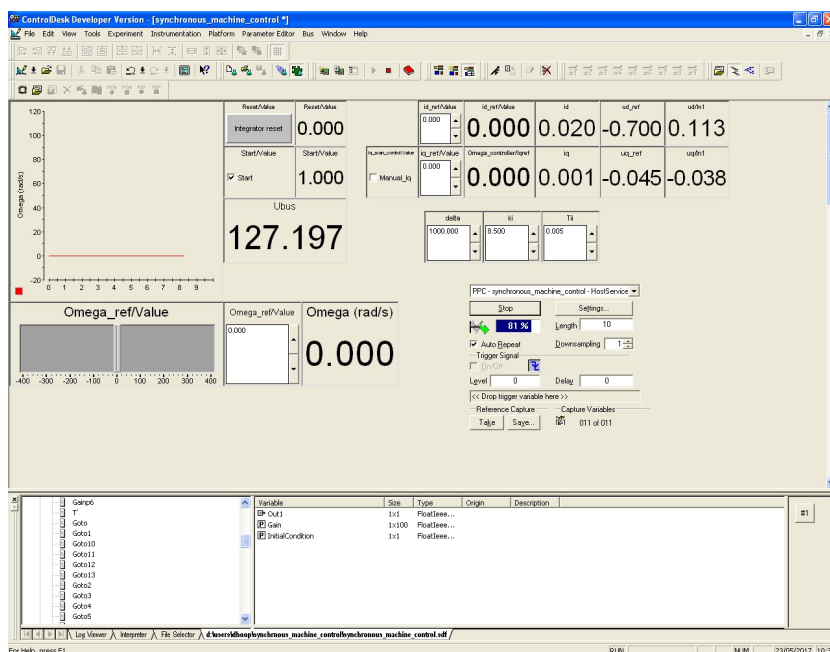 ControlDesk Developer Version - [synchronous_machine_control *]
File Edit View Tools Experiment Instrumentation Platform Parameter Editor Bus Window Help
Reset/Value Reset/Value id_ref/Value id_ref/Value id ud_ref ud/In1
Integrator reset 0.000 0.000 0.000 0.020 -0.700 0.113
Start/Value Start/Value iq_ref/Value Omega_controller/Iqref iq uq_ref uq/In1
Start 1.000 Manual_Iq 0.000 0.000 0.001 -0.045 -0.038
Ubus
127.197
delta ki Tii
1000.000 8.500 0.005
Omega (rad/s)
120
100
80
60
40
20
0
-20
0 1 2 3 4 5 6 7 8 9
PPC - synchronous_machine_control - HostService
Stop Settings...
81 % Length 10
Auto Repeat Downsampling 1
Trigger Signal
On/Off
Level 0 Delay 0
<< Drop trigger variable here >>
Reference Capture Capture Variables
Take Save... 011 of 011
Omega_ref/Value Omega_ref/Value Omega (rad/s)
0.000 0.000
-400 -300 -200 -100 0 100 200 300 400
Gainp6
T'
Goto
Goto1
Goto10
Goto11
Goto12
Goto13
Goto2
Goto3
Goto4
Goto5
Variable Size Type Origin Description
Out1 1x1 FloatIeee...
Gain 1x100 FloatIeee...
InitialCondition 1x1 FloatIeee...
#1
Log Viewer Interpreter File Selector
For Help, press F1
RUN NUM 23/05/2017